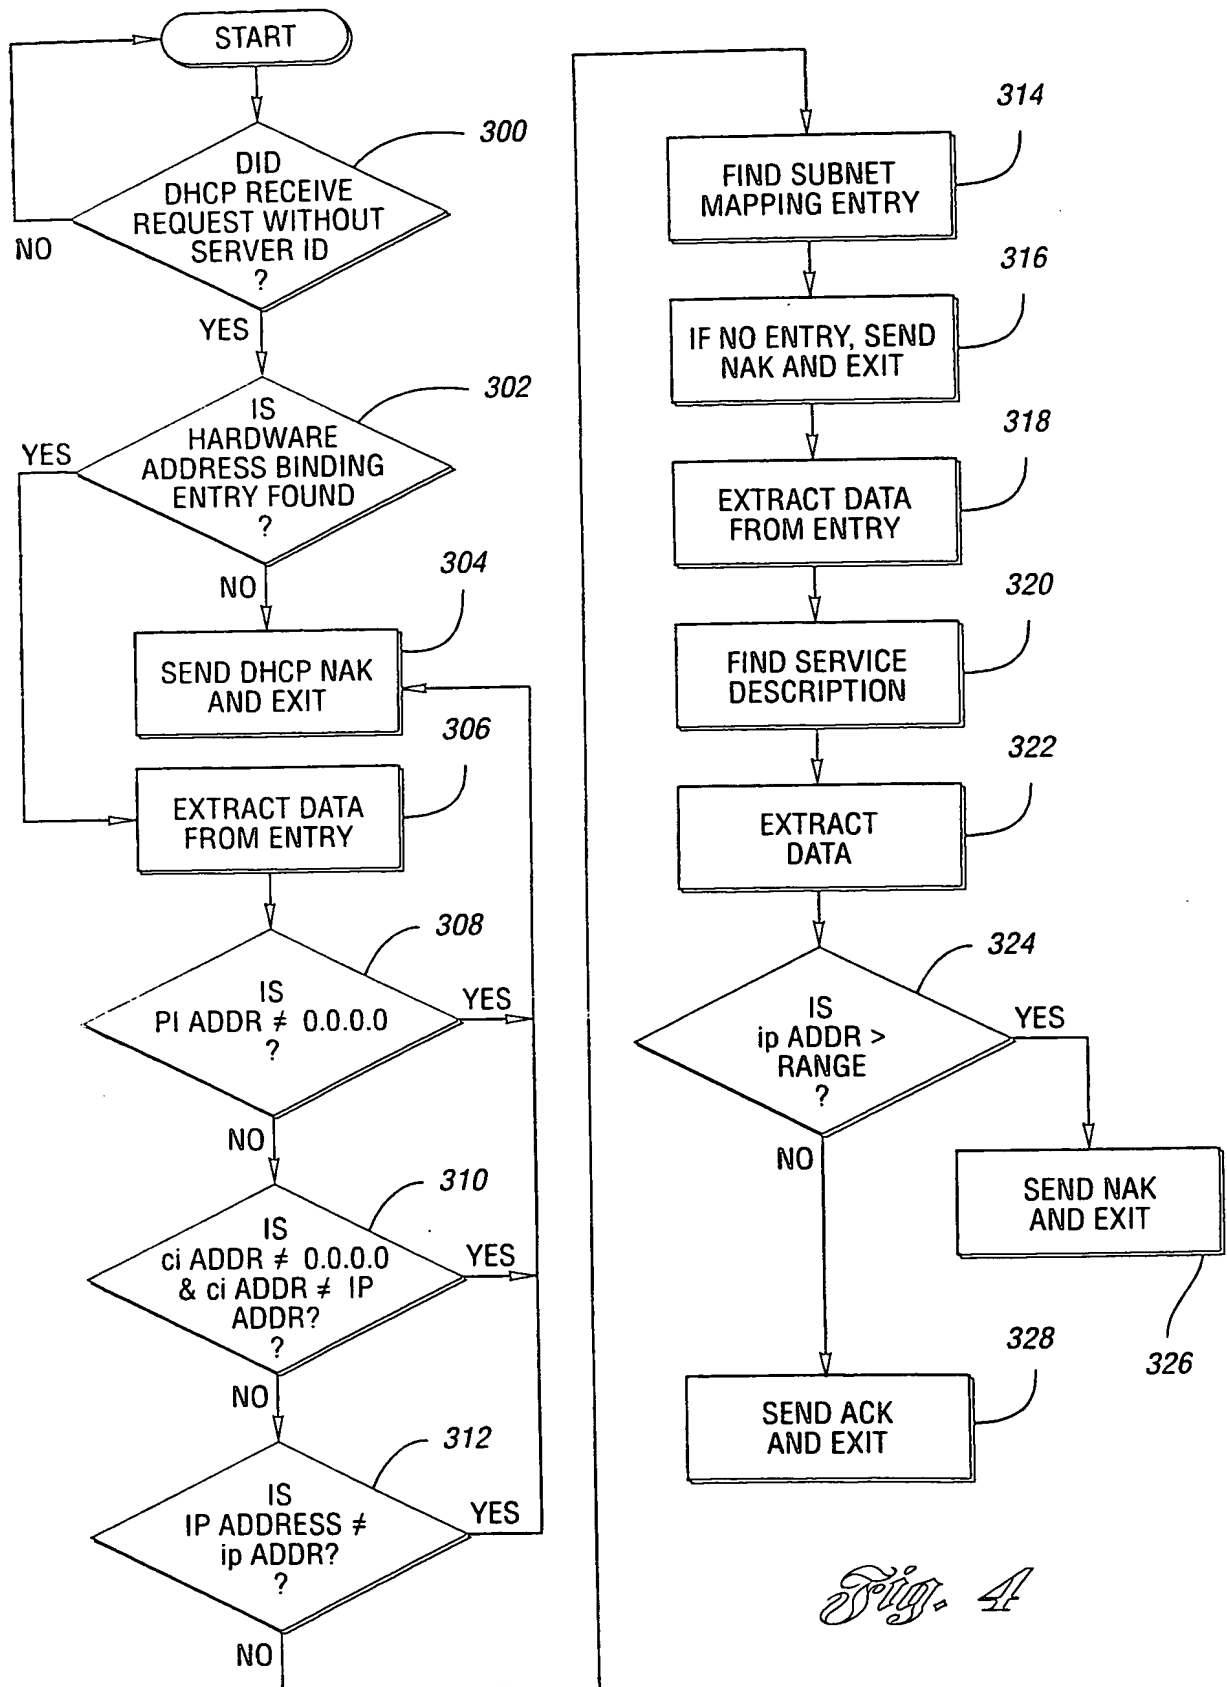 START
300
DID
DHCP RECEIVE
REQUEST WITHOUT
SERVER ID
?
NO
YES
302
IS
HARDWARE
ADDRESS BINDING
ENTRY FOUND
?
YES
NO
304
SEND DHCP NAK
AND EXIT
306
EXTRACT DATA
FROM ENTRY
308
IS
PI ADDR ≠ 0.0.0.0
?
YES
NO
310
IS
ci ADDR ≠ 0.0.0.0
& ci ADDR ≠ IP
ADDR?
?
YES
NO
312
IS
IP ADDRESS ≠
ip ADDR?
?
YES
NO
314
FIND SUBNET
MAPPING ENTRY
316
IF NO ENTRY, SEND
NAK AND EXIT
318
EXTRACT DATA
FROM ENTRY
320
FIND SERVICE
DESCRIPTION
322
EXTRACT
DATA
324
IS
ip ADDR >
RANGE
?
YES
NO
SEND NAK
AND EXIT
326
328
SEND ACK
AND EXIT
Fig. 4